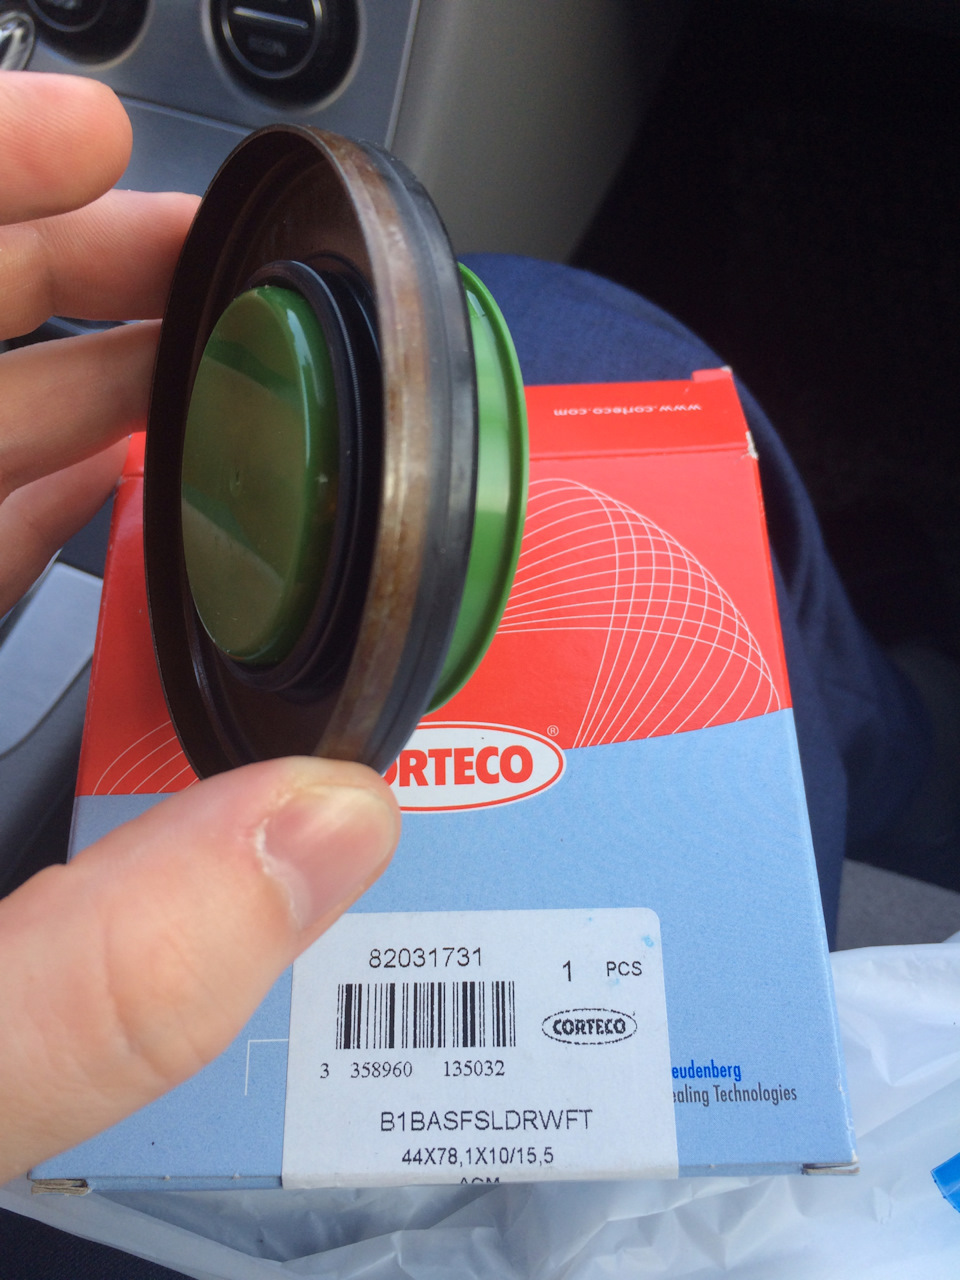 www.corteco.com
ORTECO®
82031731
1 PCS
CORTECO
3 358960 135032
eudenberg
ealing Technologies
B1BASFSLDRWFT
44X78,1X10/15,5